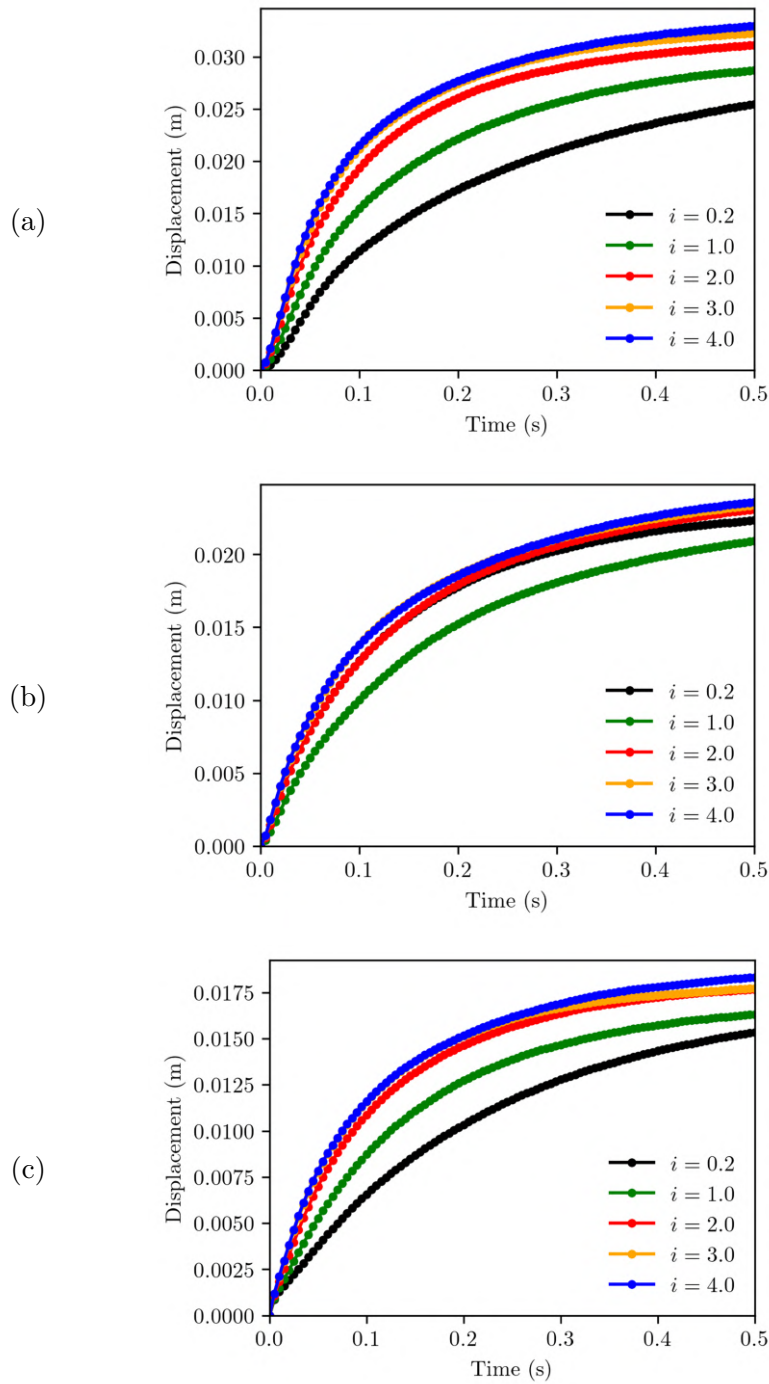 (a)
Displacement (m)
0.030
0.025
0.020
0.015
0.010
0.005
0.000
i = 0.2
i = 1.0
i = 2.0
i = 3.0
i = 4.0
0.0 0.1 0.2 0.3 0.4 0.5
Time (s)
(b)
Displacement (m)
0.020
0.015
0.010
0.005
0.000
i = 0.2
i = 1.0
i = 2.0
i = 3.0
i = 4.0
0.0 0.1 0.2 0.3 0.4 0.5
Time (s)
(c)
Displacement (m)
0.0175
0.0150
0.0125
0.0100
0.0075
0.0050
0.0025
0.0000
i = 0.2
i = 1.0
i = 2.0
i = 3.0
i = 4.0
0.0 0.1 0.2 0.3 0.4 0.5
Time (s)